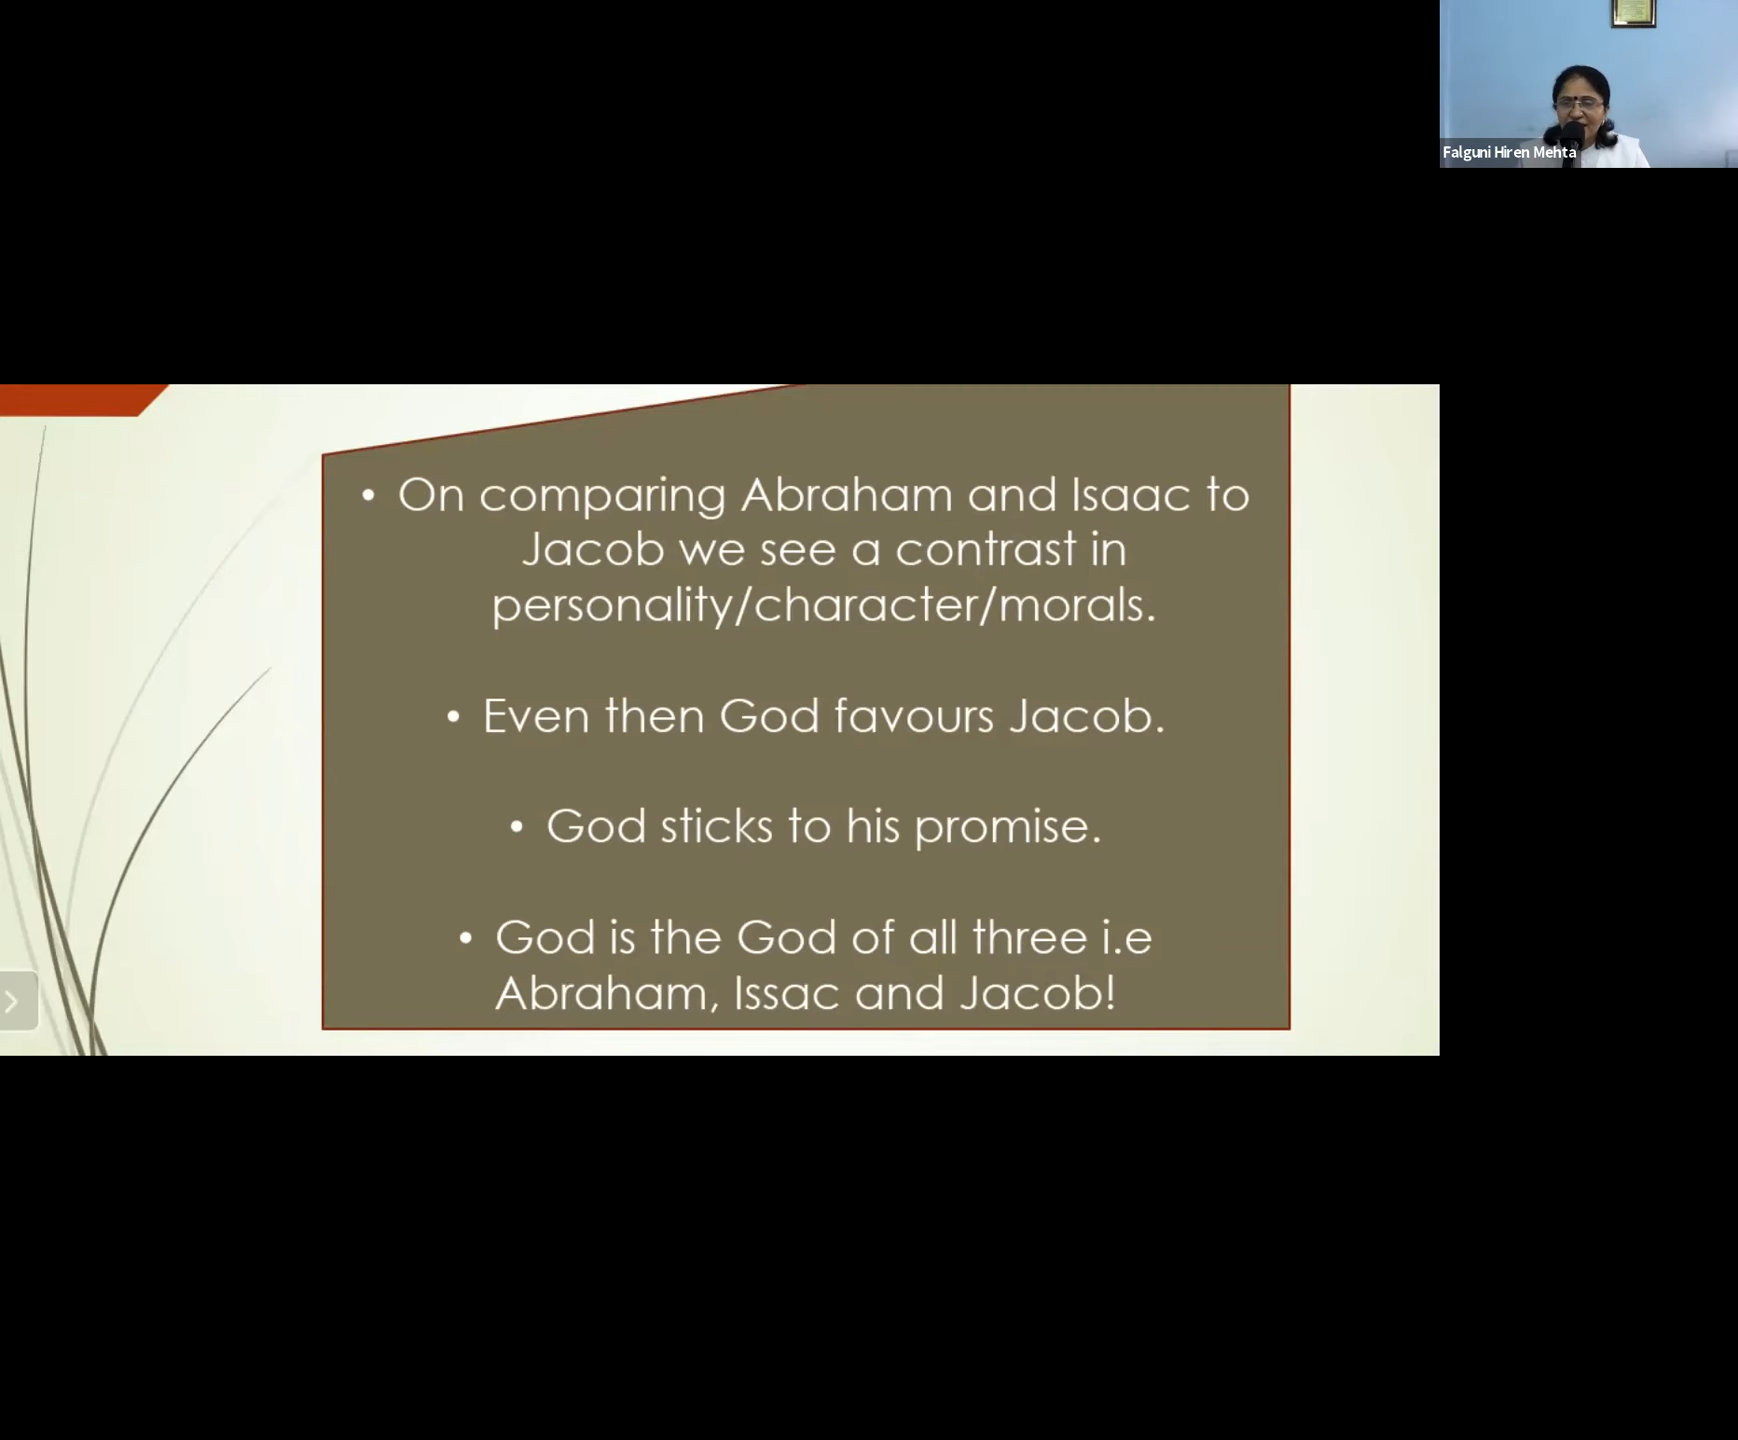 Falguni Hiren Mehta
• On comparing Abraham and Isaac to
Jacob we see a contrast in
personality/character/morals.
• Even then God favours Jacob.
• God sticks to his promise.
• God is the God of all three i.e
Abraham, Issac and Jacob!